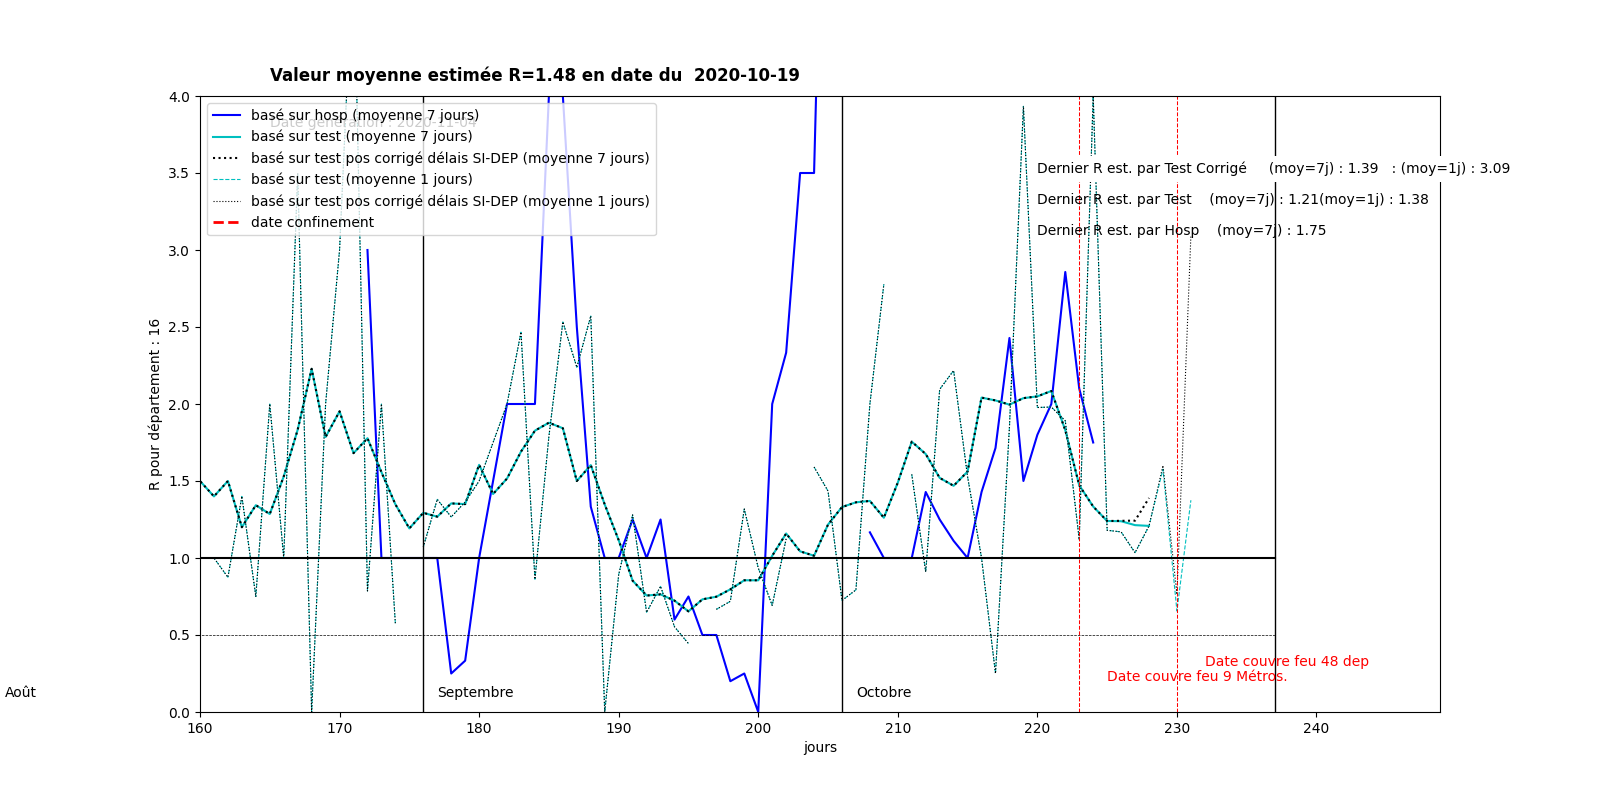 Valeur moyenne estimée R=1.48 en date du  2020-10-19
4.0
3.5
3.0
2.5
2.0
1.5
1.0
0.5
0.0
R pour département : 16
basé sur hosp (moyenne 7 jours)
Date génération : 2020-11-04
basé sur test (moyenne 7 jours)
basé sur test pos corrigé délais SI-DEP (moyenne 7 jours)
basé sur test (moyenne 1 jours)
basé sur test pos corrigé délais SI-DEP (moyenne 1 jours)
date confinement
Dernier R est. par Test Corrigé     (moy=7j) : 1.39   : (moy=1j) : 3.09
Dernier R est. par Test    (moy=7j) : 1.21(moy=1j) : 1.38
Dernier R est. par Hosp    (moy=7j) : 1.75
Date couvre feu 48 dep
Date couvre feu 9 Métros.
Août
Septembre
Octobre
160 170 180 190 200 210 220 230 240
jours